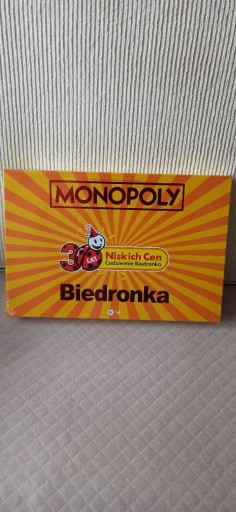 MONOPOLY
30 LAT
Niskich Cen
Codziennie Biedronka
Biedronka